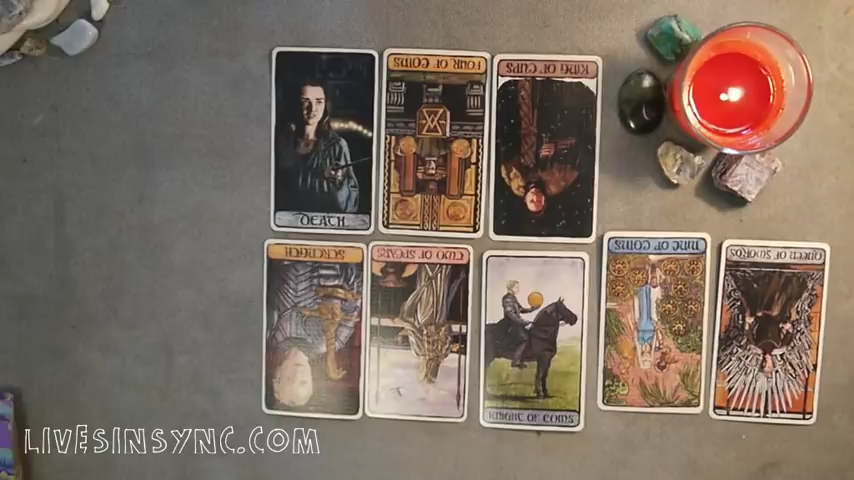 DEATH
FOUR OF COINS
KING OF CUPS
STRENGTH
TWO OF SPEARS
KNIGHT OF COINS
NINE OF COINS
QUEEN OF SWORDS
LIVESINSYNC.COM